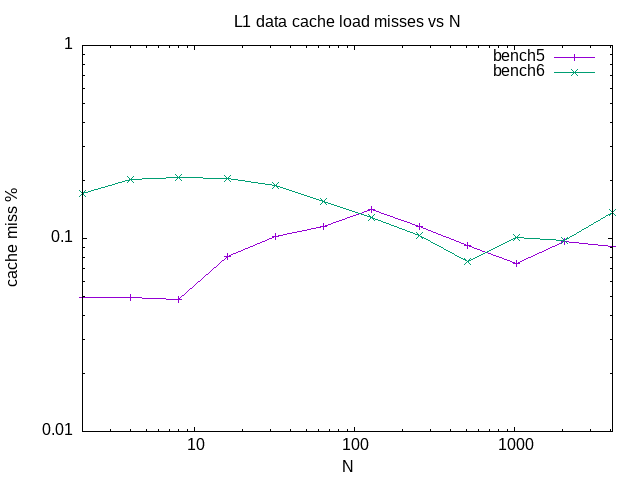 L1 data cache load misses vs N
1
bench5
bench6
cache miss %
0.1
0.01
10
100
1000
N